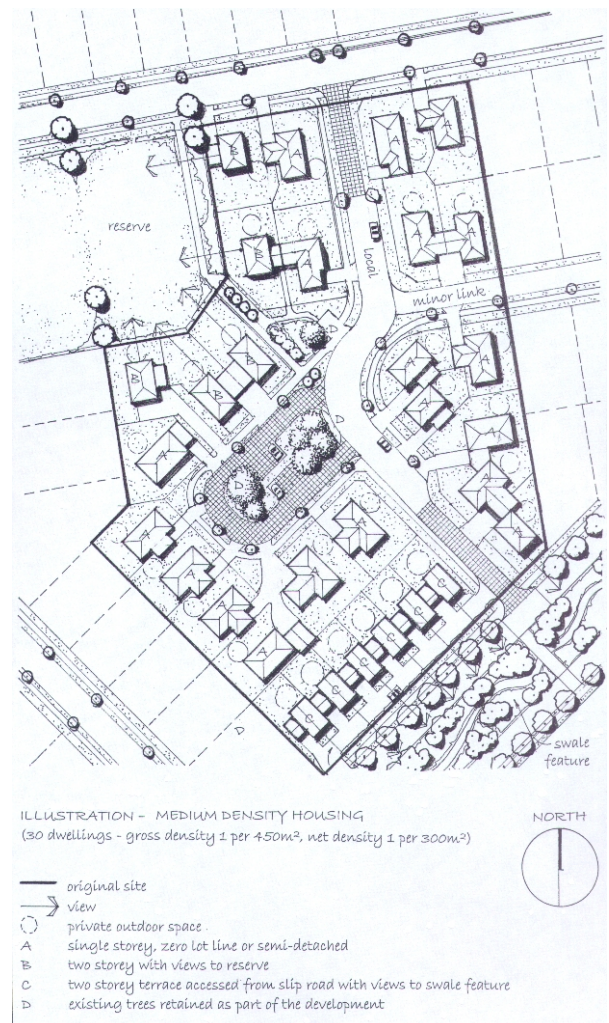 reserve
local
minor link
swale
feature
ILLUSTRATION - MEDIUM DENSITY HOUSING
(30 dwellings - gross density 1 per 450m², net density 1 per 300m²)
NORTH
original site
view
private outdoor space
A single storey, zero lot line or semi-detached
B two storey with views to reserve
C two storey terrace accessed from slip road with views to swale feature
D existing trees retained as part of the development